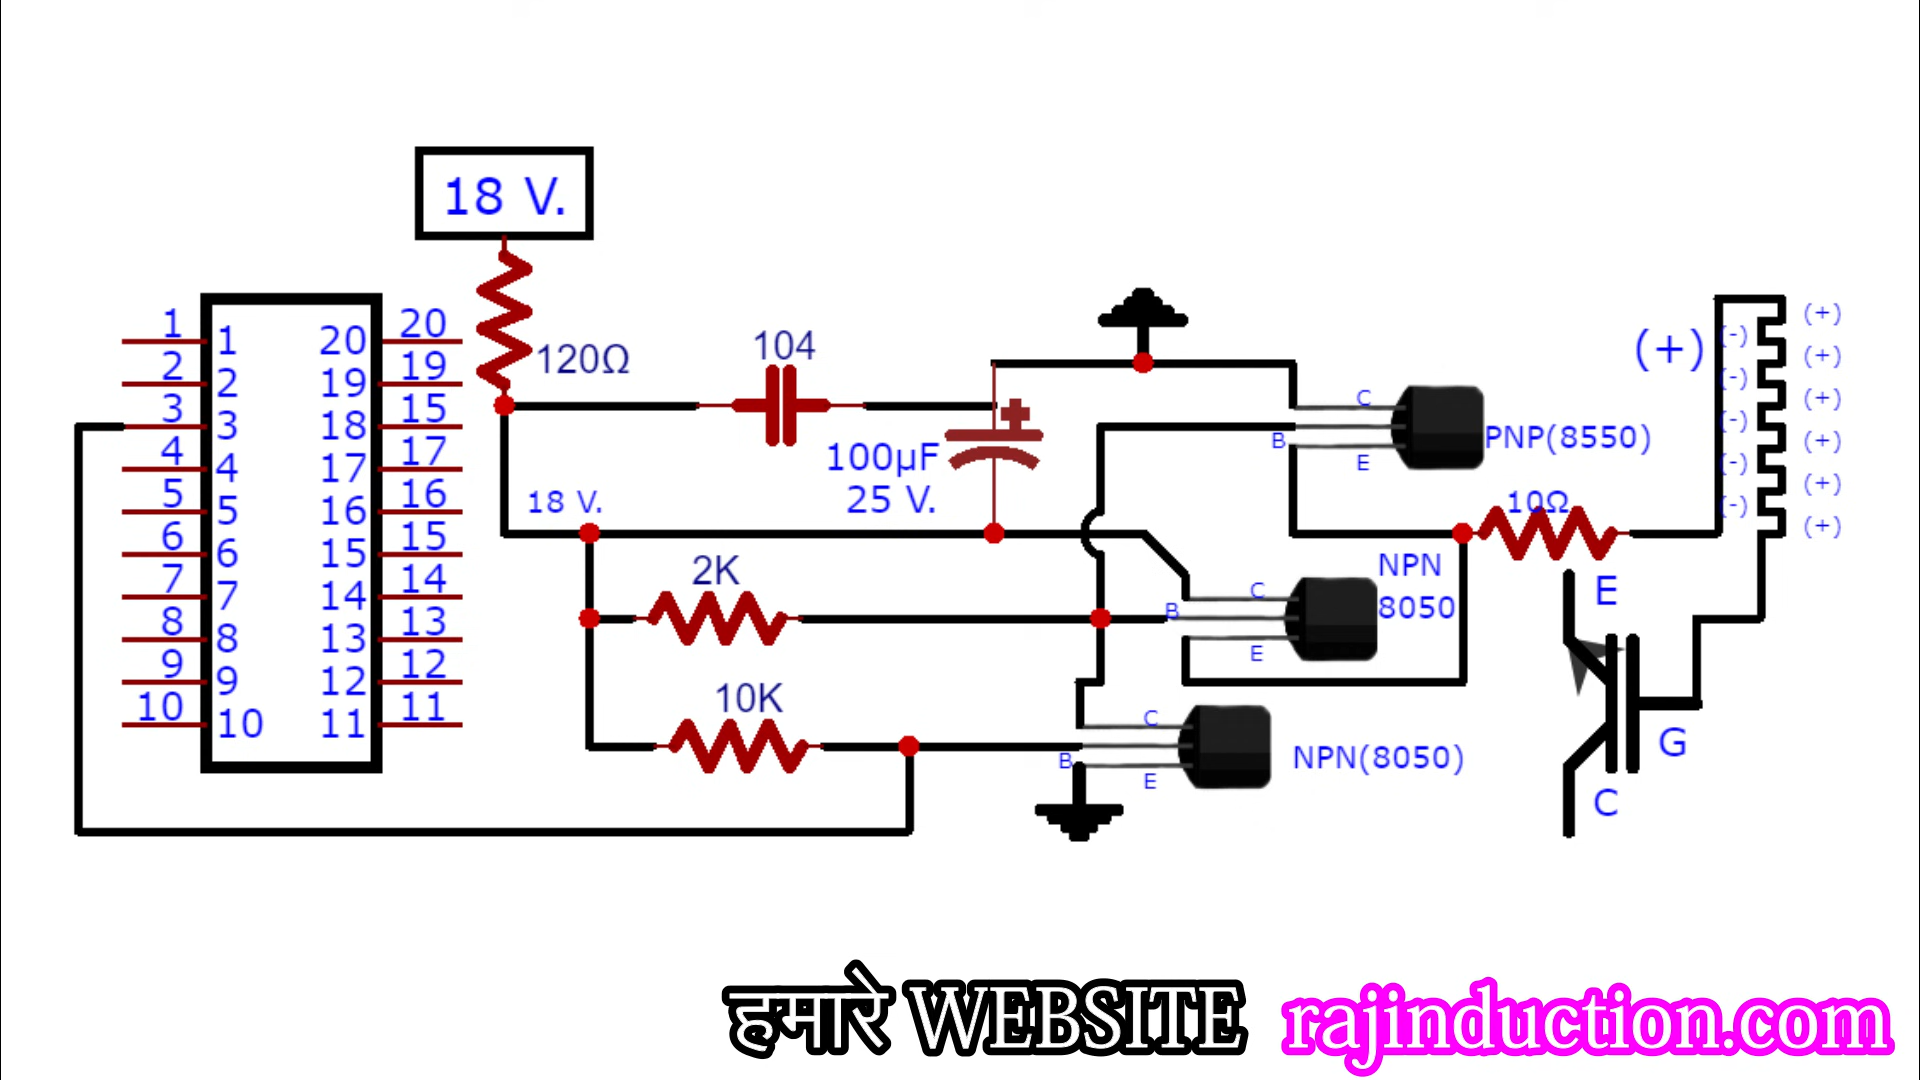 18 V.
120Ω
104
100µF
25 V.
18 V.
2K
10K
1 1 20 20
2 2 19 19
3 3 18 15
4 4 17 17
5 5 16 16
6 6 15 15
7 7 14 14
8 8 13 13
9 9 12 12
10 10 11 11
C
B
E
PNP(8550)
10Ω
C
B
E
NPN
8050
C
B
E
NPN(8050)
(+)
(-)
(-)
(-)
(-)
(-)
(+)
(+)
(+)
(+)
(+)
(+)
E
G
C
हमारे WEBSITE rajinduction.com